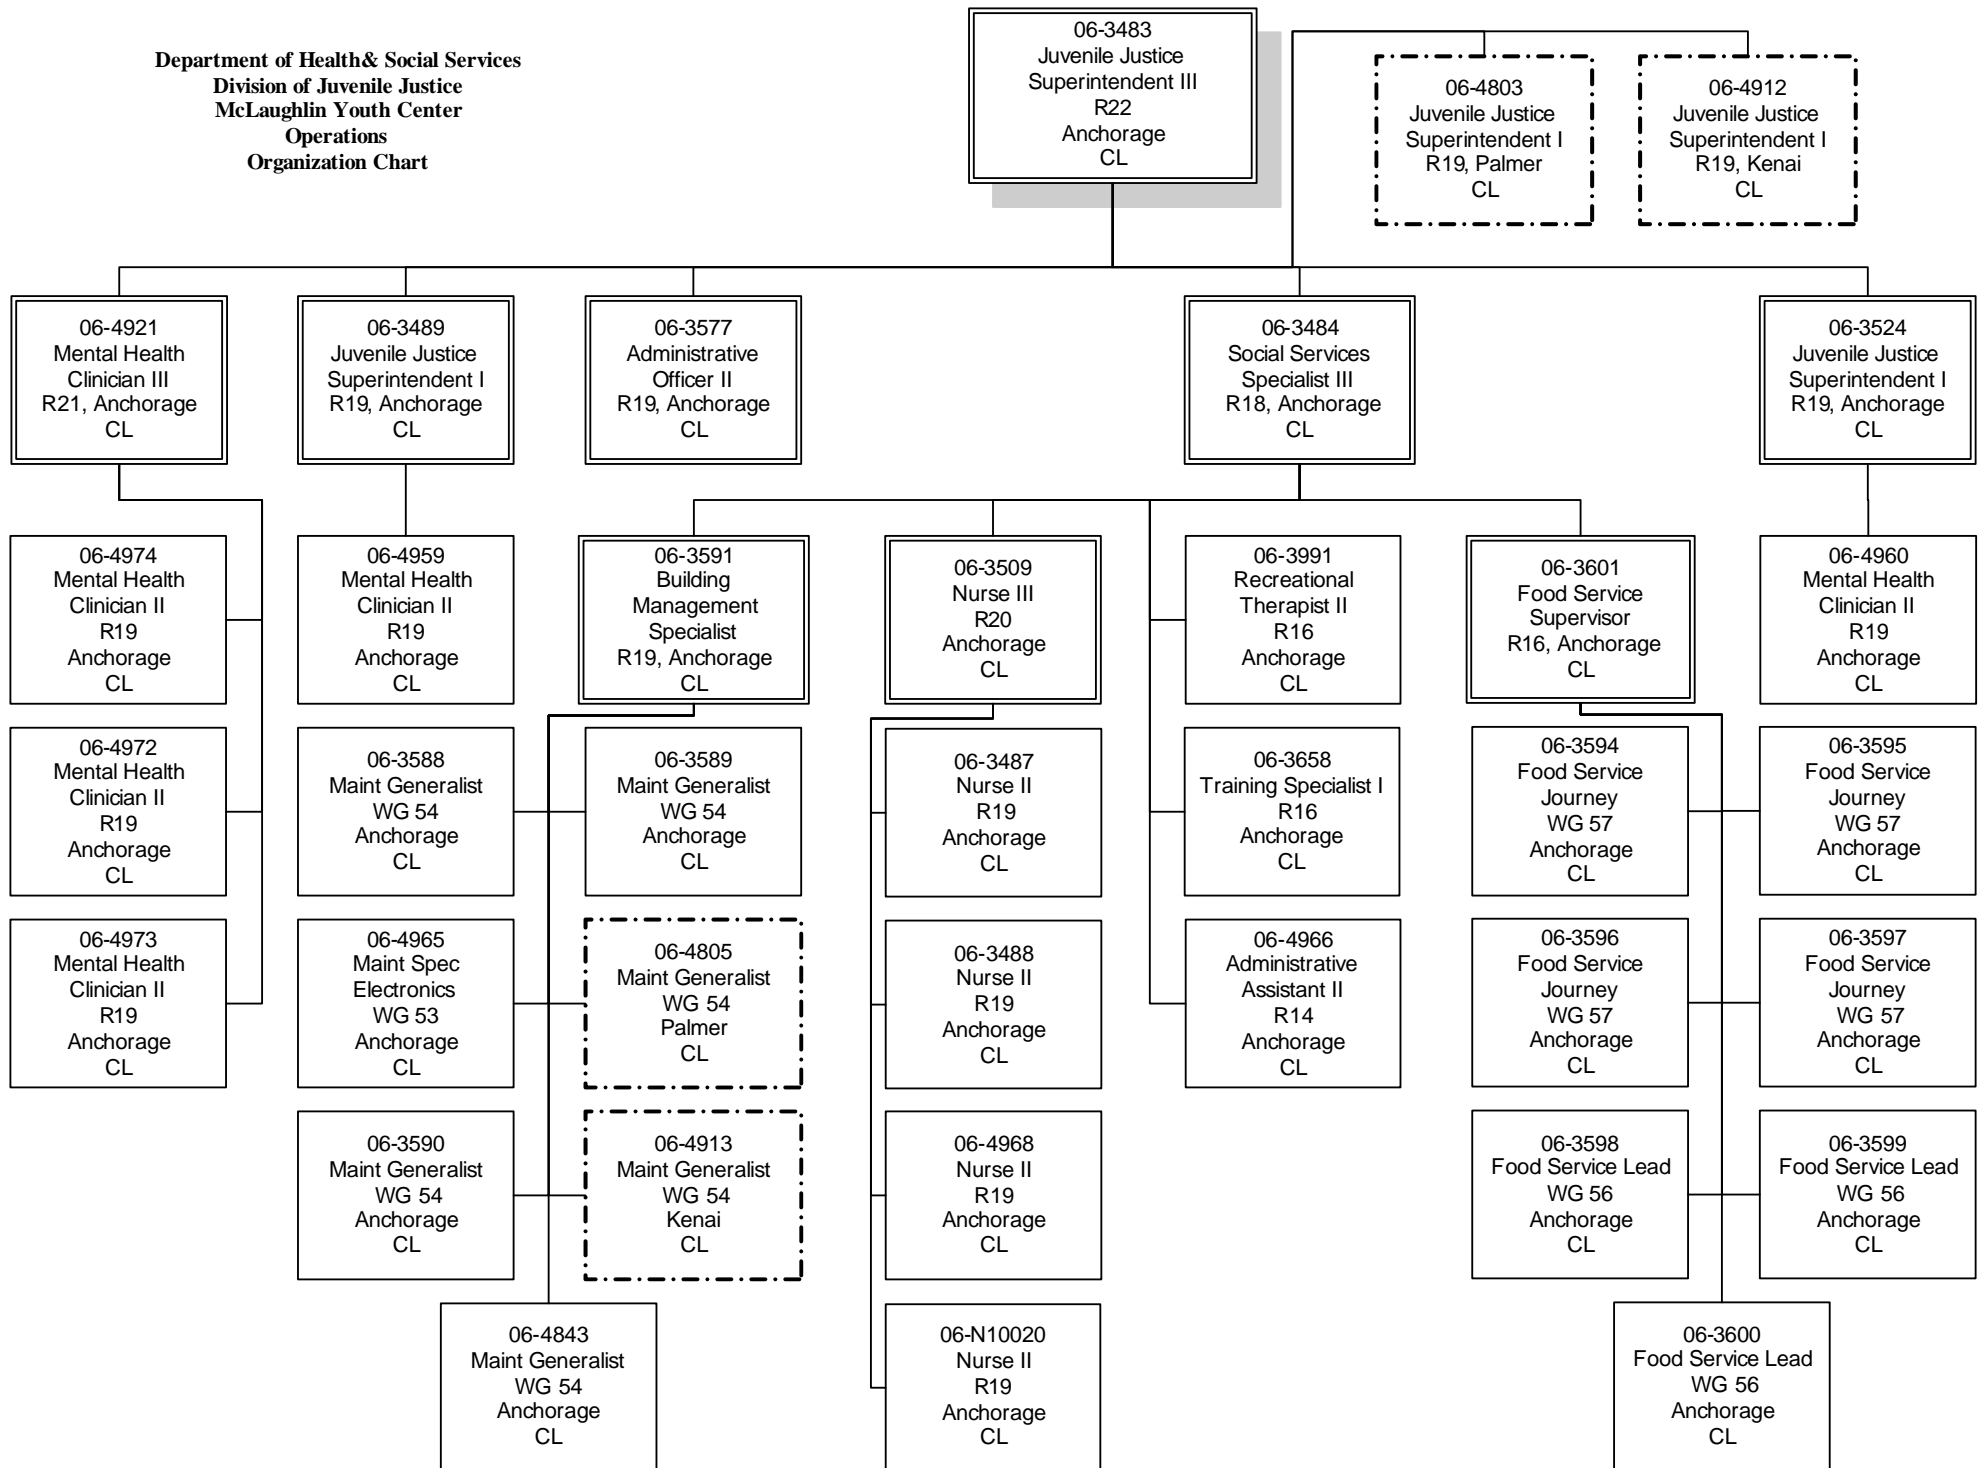 Department of Health& Social Services
Division of Juvenile Justice
McLaughlin Youth Center
Operations
Organization Chart
06-3483
Juvenile Justice
Superintendent III
R22
Anchorage
CL
06-4803
Juvenile Justice
Superintendent I
R19, Palmer
CL
06-4912
Juvenile Justice
Superintendent I
R19, Kenai
CL
06-4921
Mental Health
Clinician III
R21, Anchorage
CL
06-3489
Juvenile Justice
Superintendent I
R19, Anchorage
CL
06-3577
Administrative
Officer II
R19, Anchorage
CL
06-3484
Social Services
Specialist III
R18, Anchorage
CL
06-3524
Juvenile Justice
Superintendent I
R19, Anchorage
CL
06-4974
Mental Health
Clinician II
R19
Anchorage
CL
06-4959
Mental Health
Clinician II
R19
Anchorage
CL
06-3591
Building
Management
Specialist
R19, Anchorage
CL
06-3509
Nurse III
R20
Anchorage
CL
06-3991
Recreational
Therapist II
R16
Anchorage
CL
06-3601
Food Service
Supervisor
R16, Anchorage
CL
06-4960
Mental Health
Clinician II
R19
Anchorage
CL
06-4972
Mental Health
Clinician II
R19
Anchorage
CL
06-3588
Maint Generalist
WG 54
Anchorage
CL
06-3589
Maint Generalist
WG 54
Anchorage
CL
06-3487
Nurse II
R19
Anchorage
CL
06-3658
Training Specialist I
R16
Anchorage
CL
06-3594
Food Service
Journey
WG 57
Anchorage
CL
06-3595
Food Service
Journey
WG 57
Anchorage
CL
06-4973
Mental Health
Clinician II
R19
Anchorage
CL
06-4965
Maint Spec
Electronics
WG 53
Anchorage
CL
06-4805
Maint Generalist
WG 54
Palmer
CL
06-3488
Nurse II
R19
Anchorage
CL
06-4966
Administrative
Assistant II
R14
Anchorage
CL
06-3596
Food Service
Journey
WG 57
Anchorage
CL
06-3597
Food Service
Journey
WG 57
Anchorage
CL
06-3590
Maint Generalist
WG 54
Anchorage
CL
06-4913
Maint Generalist
WG 54
Kenai
CL
06-4968
Nurse II
R19
Anchorage
CL
06-3598
Food Service Lead
WG 56
Anchorage
CL
06-3599
Food Service Lead
WG 56
Anchorage
CL
06-4843
Maint Generalist
WG 54
Anchorage
CL
06-N10020
Nurse II
R19
Anchorage
CL
06-3600
Food Service Lead
WG 56
Anchorage
CL